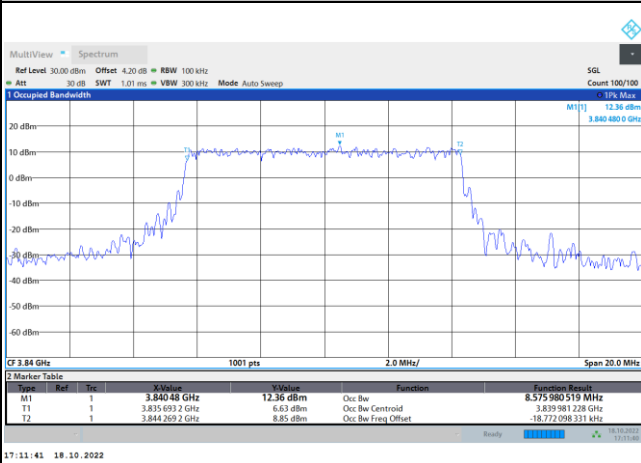 MultiView Spectrum
Ref Level 30.00 dBm Offset 4.20 dB RBW 100 kHz SGL
Att 30 dB SWT 1.01 ms VBW 300 kHz Mode Auto Sweep Count 100/100
1 Occupied Bandwidth 1Pk Max
M1[1] 12.36 dBm
3.840 480 0 GHz
20 dBm
M1
T2
10 dBm
0 dBm
-10 dBm
-20 dBm
-30 dBm
-40 dBm
-50 dBm
-60 dBm
CF 3.84 GHz 1001 pts 2.0 MHz/ Span 20.0 MHz
2 Marker Table
Type Ref Trc X-Value Y-Value Function Function Result
M1 1 3.840 48 GHz 12.36 dBm Occ Bw 8.575 980 519 MHz
T1 1 3.835 693 2 GHz 6.63 dBm Occ Bw Centroid 3.839 981 228 GHz
T2 1 3.844 269 2 GHz 8.85 dBm Occ Bw Freq Offset -18.772 098 331 kHz
Ready 18.10.2022
17:11:40
17:11:41 18.10.2022